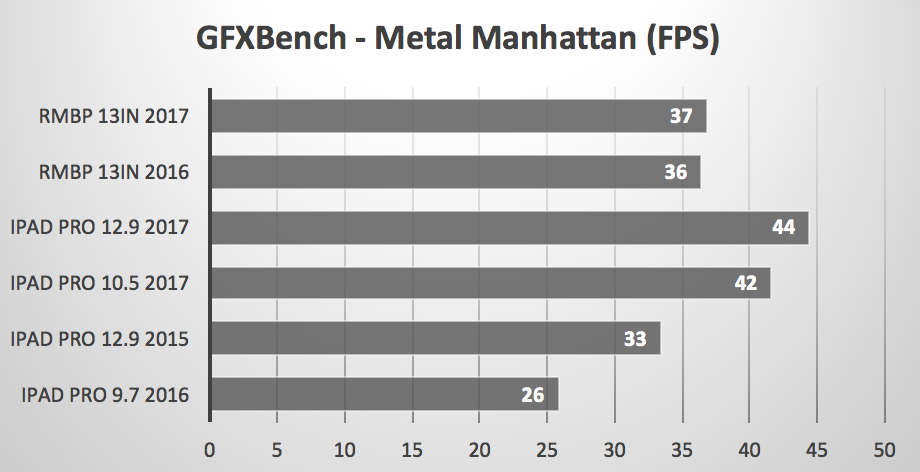 GFXBench - Metal Manhattan (FPS)
RMBP 13IN 2017 37
RMBP 13IN 2016 36
IPAD PRO 12.9 2017 44
IPAD PRO 10.5 2017 42
IPAD PRO 12.9 2015 33
IPAD PRO 9.7 2016 26
0 5 10 15 20 25 30 35 40 45 50